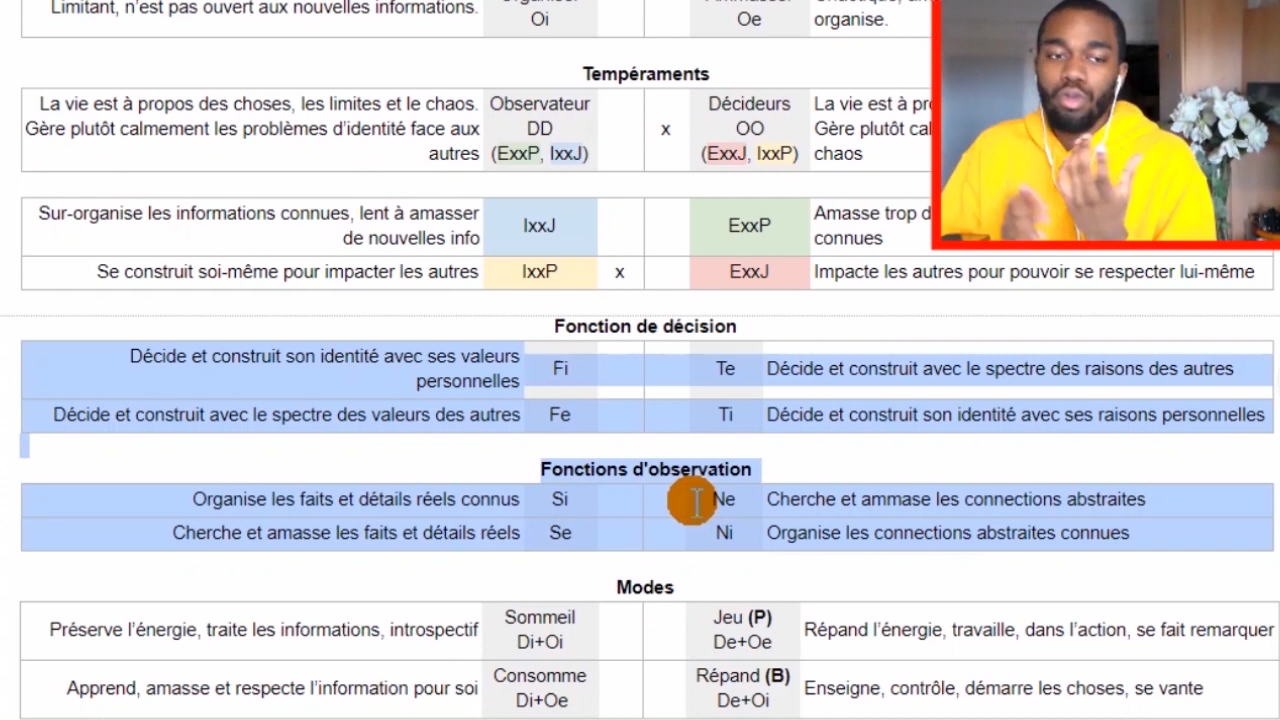 Limitant, n'est pas ouvert aux nouvelles informations.
Oi
Oe
organise.
Tempéraments
La vie est à propos des choses, les limites et le chaos.
Gère plutôt calmement les problèmes d'identité face aux
autres
Observateur
DD
(ExxP, IxxJ)
x
Décideurs
OO
(ExxJ, IxxP)
La vie est à
Gère plutôt
chaos
Sur-organise les informations connues, lent à amasser
de nouvelles info
IxxJ
ExxP
Amasse trop
connues
Se construit soi-même pour impacter les autres
IxxP
x
ExxJ
Impacte les autres pour pouvoir se respecter lui-même
Fonction de décision
Décide et construit son identité avec ses valeurs
personnelles
Fi
Te
Décide et construit avec le spectre des raisons des autres
Décide et construit avec le spectre des valeurs des autres
Fe
Ti
Décide et construit son identité avec ses raisons personnelles
Fonctions d'observation
Organise les faits et détails réels connus
Si
Ne
Cherche et ammase les connections abstraites
Cherche et amasse les faits et détails réels
Se
Ni
Organise les connections abstraites connues
Modes
Préserve l'énergie, traite les informations, introspectif
Sommeil
Di+Oi
Jeu (P)
De+Oe
Répand l'énergie, travaille, dans l'action, se fait remarquer
Apprend, amasse et respecte l'information pour soi
Consomme
Di+Oe
Répand (B)
De+Oi
Enseigne, contrôle, démarre les choses, se vante